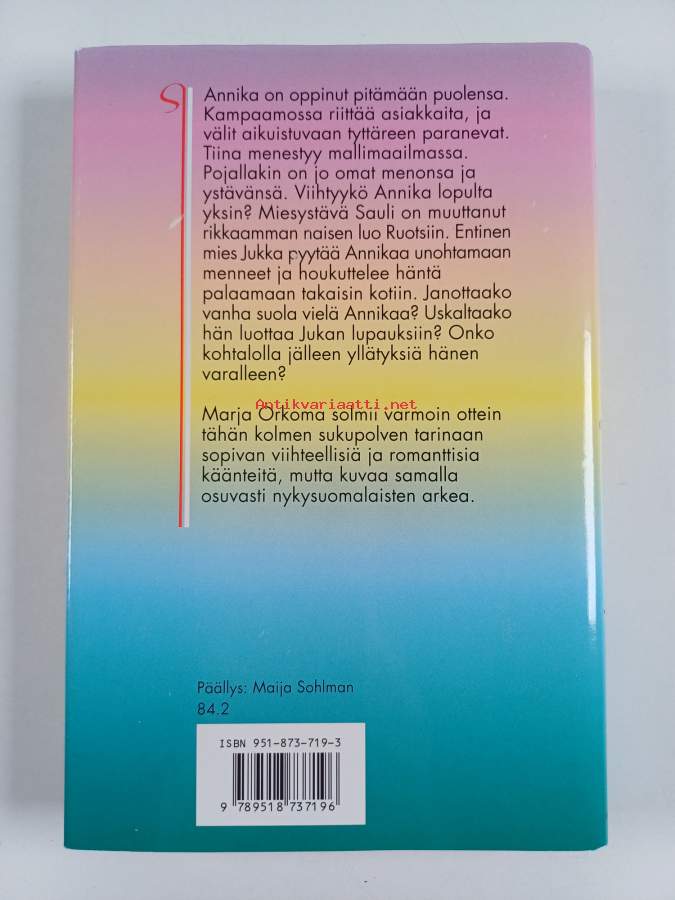 Annika on oppinut pitämään puolensa.
Kampaamossa riittää asiakkaita, ja
välit aikuistuvaan tyttäreen paranevat.
Tiina menestyy mallimaailmassa.
Pojallakin on jo omat menonsa ja
ystävänsä. Viihtyykö Annika lopulta
yksin? Miesystävä Sauli on muuttanut
rikkaamman naisen luo Ruotsiin. Entinen
mies Jukka pyytää Annikaa unohtamaan
menneet ja houkuttelee häntä
palaamaan takaisin kotiin. Janottaako
vanha suola vielä Annikaa? Uskaltaako
hän luottaa Jukan lupauksiin? Onko
kohtalolla jälleen yllätyksiä hänen
varalleen?
Antikvariaatti.net
Marja Orkoma solmii varmoin ottein
tähän kolmen sukupolven tarinaan
sopivan viihteellisiä ja romanttisia
käänteitä, mutta kuvaa samalla
osuvasti nykysuomalaisten arkea.
Päällys: Maija Sohlman
84.2
ISBN 951-873-719-3
9 789518 737196